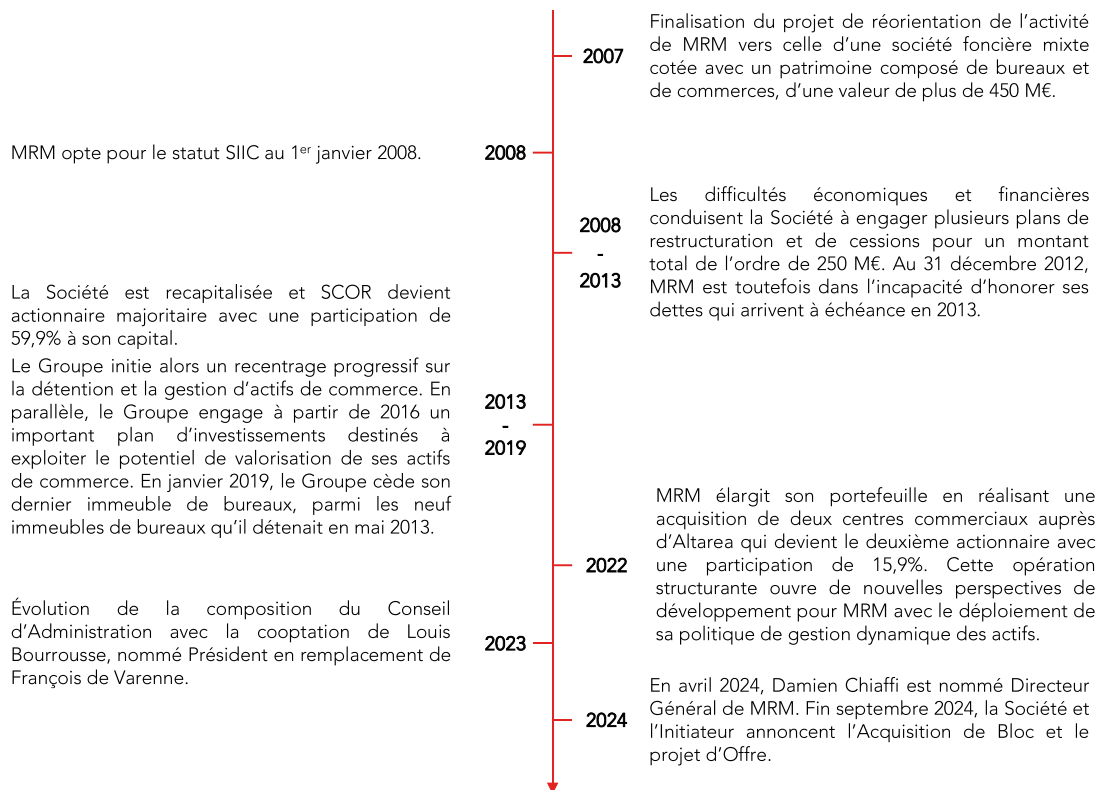 2007
Finalisation du projet de réorientation de l’activité
de MRM vers celle d’une société foncière mixte
cotée avec un patrimoine composé de bureaux et
de commerces, d’une valeur de plus de 450 M€.
MRM opte pour le statut SIIC au 1er janvier 2008.
2008
2008
-
2013
Les difficultés économiques et financières
conduisent la Société à engager plusieurs plans de
restructuration et de cessions pour un montant
total de l’ordre de 250 M€. Au 31 décembre 2012,
MRM est toutefois dans l’incapacité d’honorer ses
dettes qui arrivent à échéance en 2013.
La Société est recapitalisée et SCOR devient
actionnaire majoritaire avec une participation de
59,9% à son capital.
Le Groupe initie alors un recentrage progressif sur
la détention et la gestion d’actifs de commerce. En
parallèle, le Groupe engage à partir de 2016 un
important plan d’investissements destinés à
exploiter le potentiel de valorisation de ses actifs
de commerce. En janvier 2019, le Groupe cède son
dernier immeuble de bureaux, parmi les neuf
immeubles de bureaux qu’il détenait en mai 2013.
2013
-
2019
2022
MRM élargit son portefeuille en réalisant une
acquisition de deux centres commerciaux auprès
d’Altarea qui devient le deuxième actionnaire avec
une participation de 15,9%. Cette opération
structurante ouvre de nouvelles perspectives de
développement pour MRM avec le déploiement de
sa politique de gestion dynamique des actifs.
Évolution de la composition du Conseil
d’Administration avec la cooptation de Louis
Bourrousse, nommé Président en remplacement de
François de Varenne.
2023
2024
En avril 2024, Damien Chiaffi est nommé Directeur
Général de MRM. Fin septembre 2024, la Société et
l’Initiateur annoncent l’Acquisition de Bloc et le
projet d’Offre.